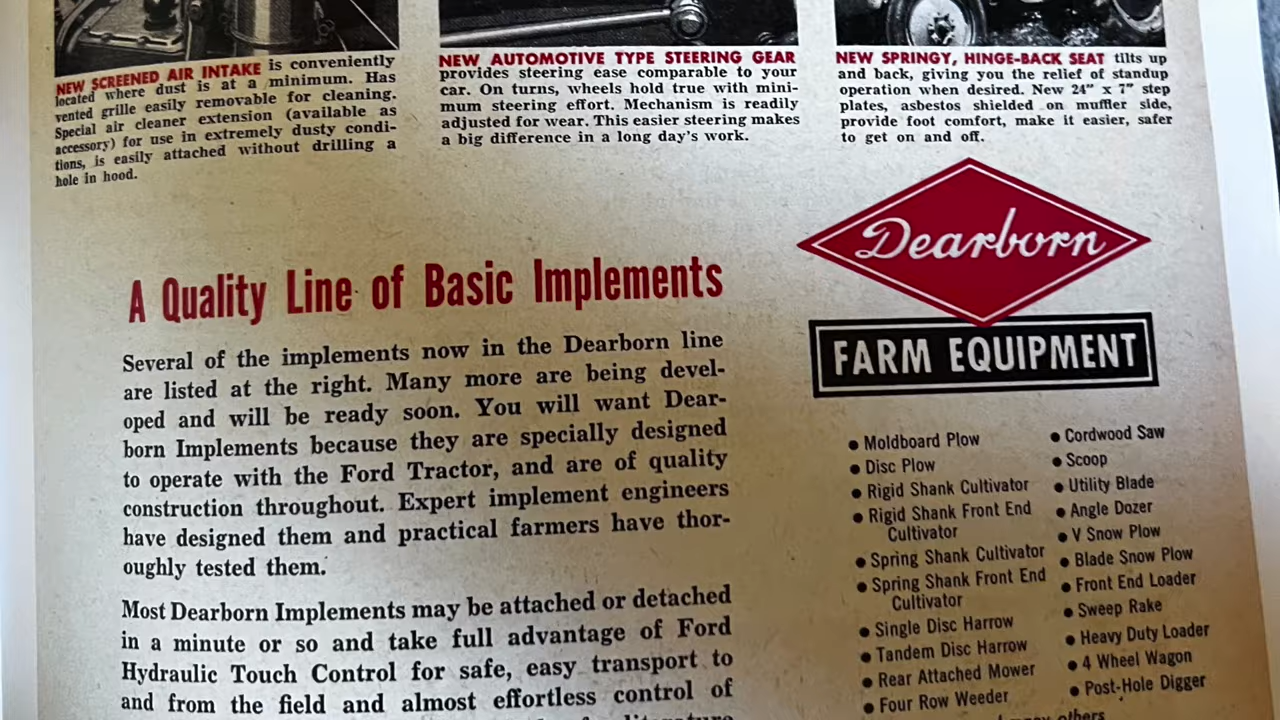 NEW SCREENED AIR INTAKE is conveniently
located where dust is at a minimum. Has
vented grille easily removable for cleaning.
Special air cleaner extension (available as
accessory) for use in extremely dusty condi-
tions, is easily attached without drilling a
hole in hood.
NEW AUTOMOTIVE TYPE STEERING GEAR
provides steering ease comparable to your
car. On turns, wheels hold true with mini-
mum steering effort. Mechanism is readily
adjusted for wear. This easier steering makes
a big difference in a long day's work.
NEW SPRINGY, HINGE-BACK SEAT tilts up
and back, giving you the relief of standup
operation when desired. New 24" x 7" step
plates, asbestos shielded on muffler side,
provide foot comfort, make it easier, safer
to get on and off.
A Quality Line of Basic Implements
Several of the implements now in the Dearborn line
are listed at the right. Many more are being devel-
oped and will be ready soon. You will want Dear-
born Implements because they are specially designed
to operate with the Ford Tractor, and are of quality
construction throughout. Expert implement engineers
have designed them and practical farmers have thor-
oughly tested them.
Most Dearborn Implements may be attached or detached
in a minute or so and take full advantage of Ford
Hydraulic Touch Control for safe, easy transport to
and from the field and almost effortless control of
literature
Dearborn
FARM EQUIPMENT
● Moldboard Plow
● Disc Plow
● Rigid Shank Cultivator
● Rigid Shank Front End
Cultivator
● Spring Shank Cultivator
● Spring Shank Front End
Cultivator
● Single Disc Harrow
● Tandem Disc Harrow
● Rear Attached Mower
● Four Row Weeder
● Cordwood Saw
● Scoop
● Utility Blade
● Angle Dozer
● V Snow Plow
● Blade Snow Plow
● Front End Loader
● Sweep Rake
● Heavy Duty Loader
● 4 Wheel Wagon
● Post-Hole Digger
many others